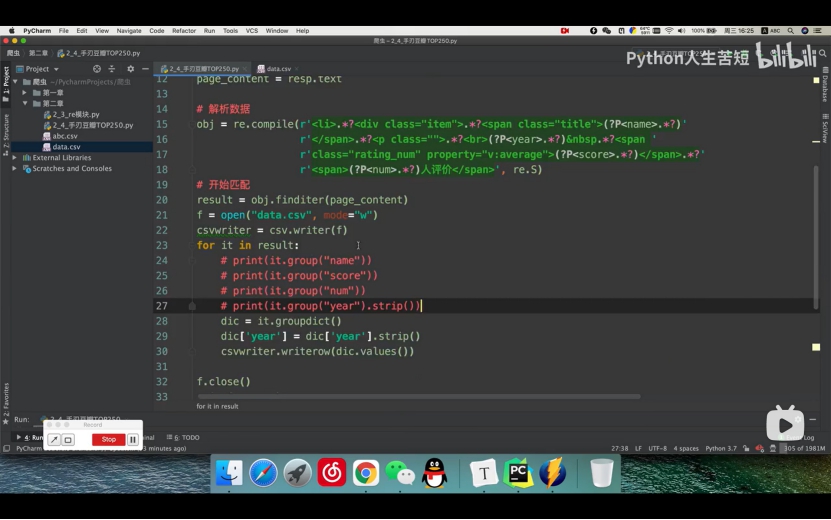 PyCharm File Edit View Navigate Code Refactor Run Tools VCS Window Help
100% 周三 16:25 ABC
爬虫 – 2_4_手刃豆瓣TOP250.py
爬虫 第二章 2_4_手刃豆瓣TOP250.py
Python人生苦短 bilibili
Project
2_4_手刃豆瓣TOP250.py
data.csv
爬虫 ~/PycharmProjects/爬虫
第一章
第二章
2_3_re模块.py
2_4_手刃豆瓣TOP250.py
abc.csv
data.csv
External Libraries
Scratches and Consoles
1: Project
7: Structure
2: Favorites
Database
SciView
12 page_content = resp.text
13
14 # 解析数据
15 obj = re.compile(r'<li>.*?<div class="item">.*?<span class="title">(?P<name>.*?)'
16 r'</span>.*?<p class="">.*?<br>(?P<year>.*?)&nbsp.*?<span '
17 r'class="rating_num" property="v:average">(?P<score>.*?)</span>.*?'
18 r'<span>(?P<num>.*?)人评价</span>', re.S)
19 # 开始匹配
20 result = obj.finditer(page_content)
21 f = open("data.csv", mode="w")
22 csvwriter = csv.writer(f)
23 for it in result:
24 # print(it.group("name"))
25 # print(it.group("score"))
26 # print(it.group("num"))
27 # print(it.group("year").strip())
28 dic = it.groupdict()
29 dic['year'] = dic['year'].strip()
30 csvwriter.writerow(dic.values())
31
32 f.close()
33
for it in result
Run: 2_4_手刃豆瓣TOP250
Record
Stop
4: Run
6: TODO
Log
PyCharm
minutes ago)
27:38 LF UTF-8 4 spaces Python 3.7 305 of 1981M
T
PC